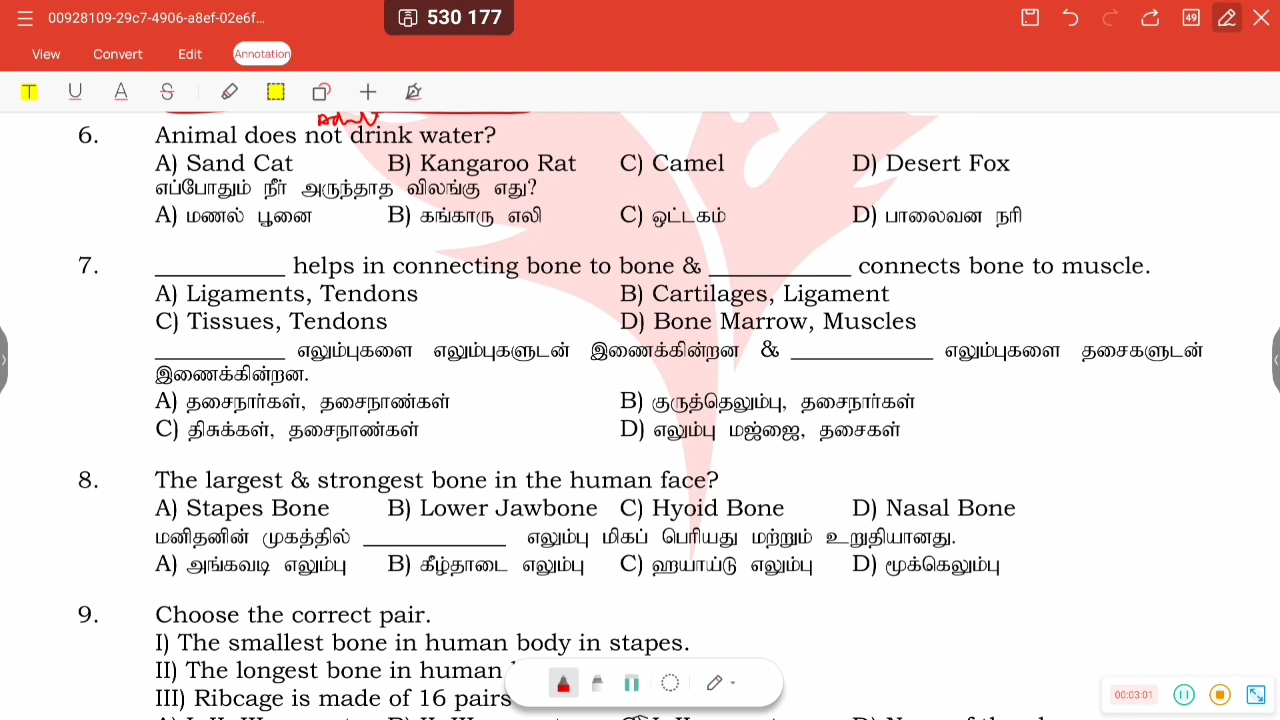 00928109-29c7-4906-a8ef-02e6f...
530 177
49
View Convert Edit Annotation
6. Animal does not drink water?
A) Sand Cat B) Kangaroo Rat C) Camel D) Desert Fox
எப்போதும் நீர் அருந்தாத விலங்கு எது?
A) மணல் பூனை B) கங்காரு எலி C) ஒட்டகம் D) பாலைவன நரி
7. ___________ helps in connecting bone to bone & ____________ connects bone to muscle.
A) Ligaments, Tendons B) Cartilages, Ligament
C) Tissues, Tendons D) Bone Marrow, Muscles
___________ எலும்புகளை எலும்புகளுடன் இணைக்கின்றன & ____________ எலும்புகளை தசைகளுடன்
இணைக்கின்றன.
A) தசைநார்கள், தசைநாண்கள் B) குருத்தெலும்பு, தசைநார்கள்
C) திசுக்கள், தசைநாண்கள் D) எலும்பு மஜ்ஜை, தசைகள்
8. The largest & strongest bone in the human face?
A) Stapes Bone B) Lower Jawbone C) Hyoid Bone D) Nasal Bone
மனிதனின் முகத்தில் ____________ எலும்பு மிகப் பெரியது மற்றும் உறுதியானது.
A) அங்கவடி எலும்பு B) கீழ்தாடை எலும்பு C) ஹயாய்டு எலும்பு D) மூக்கெலும்பு
9. Choose the correct pair.
I) The smallest bone in human body in stapes.
II) The longest bone in human
III) Ribcage is made of 16 pairs
00:03:01